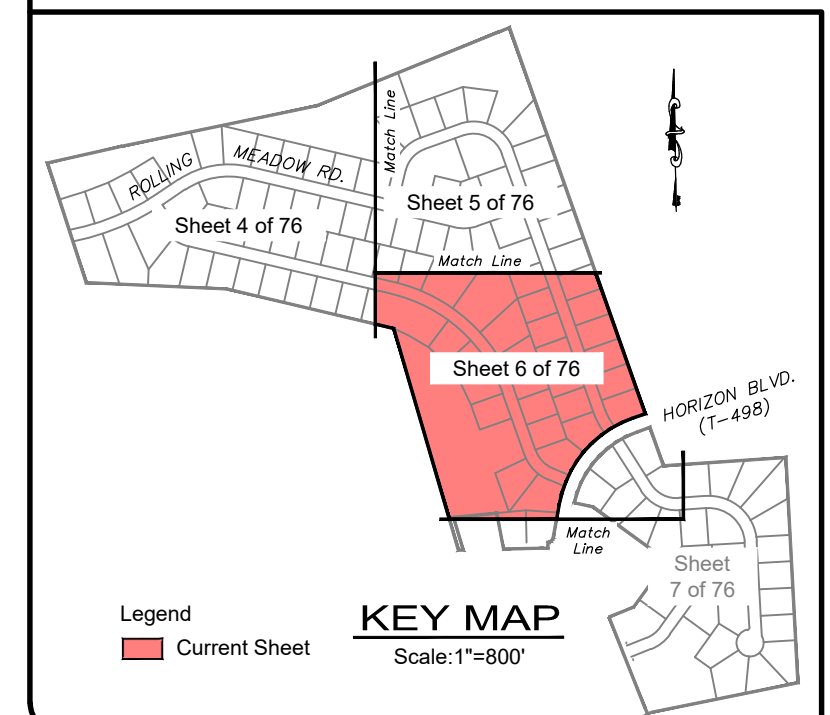 Match Line
ROLLING
MEADOW RD.
Sheet 5 of 76
Sheet 4 of 76
Match Line
Sheet 6 of 76
HORIZON BLVD.
(T-498)
Match
Line
Sheet
7 of 76
Legend
Current Sheet
KEY MAP
Scale:1"=800'